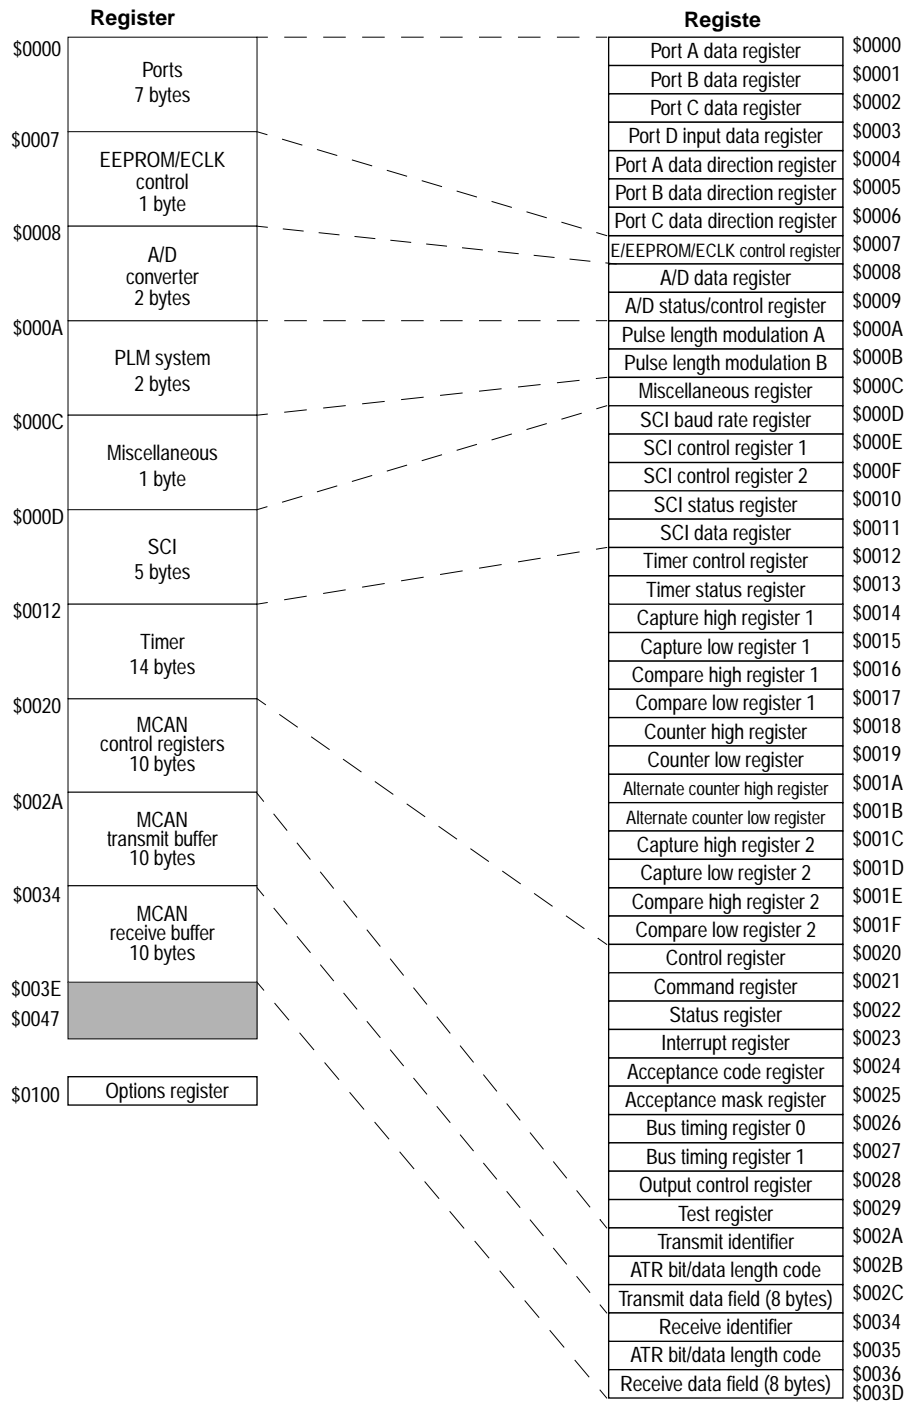 Register
$0000
Ports
7 bytes
$0007
EEPROM/ECLK
control
1 byte
$0008
A/D
converter
2 bytes
$000A
PLM system
2 bytes
$000C
Miscellaneous
1 byte
$000D
SCI
5 bytes
$0012
Timer
14 bytes
$0020
MCAN
control registers
10 bytes
$002A
MCAN
transmit buffer
10 bytes
$0034
MCAN
receive buffer
10 bytes
$003E
$0047
$0100
Options register
Registe
Port A data register $0000
Port B data register $0001
Port C data register $0002
Port D input data register $0003
Port A data direction register $0004
Port B data direction register $0005
Port C data direction register $0006
E/EEPROM/ECLK control register $0007
A/D data register $0008
A/D status/control register $0009
Pulse length modulation A $000A
Pulse length modulation B $000B
Miscellaneous register $000C
SCI baud rate register $000D
SCI control register 1 $000E
SCI control register 2 $000F
SCI status register $0010
SCI data register $0011
Timer control register $0012
Timer status register $0013
Capture high register 1 $0014
Capture low register 1 $0015
Compare high register 1 $0016
Compare low register 1 $0017
Counter high register $0018
Counter low register $0019
Alternate counter high register $001A
Alternate counter low register $001B
Capture high register 2 $001C
Capture low register 2 $001D
Compare high register 2 $001E
Compare low register 2 $001F
Control register $0020
Command register $0021
Status register $0022
Interrupt register $0023
Acceptance code register $0024
Acceptance mask register $0025
Bus timing register 0 $0026
Bus timing register 1 $0027
Output control register $0028
Test register $0029
Transmit identifier $002A
ATR bit/data length code $002B
Transmit data field (8 bytes) $002C
Receive identifier $0034
ATR bit/data length code $0035
Receive data field (8 bytes) $0036
$003D